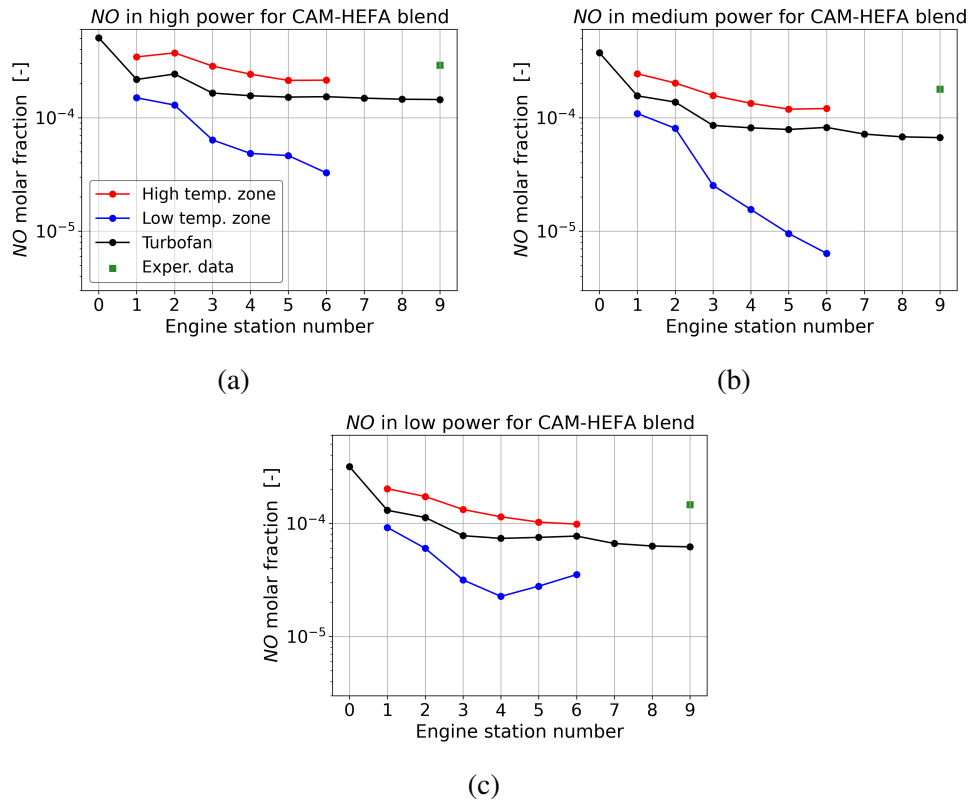 NO in high power for CAM-HEFA blend
NO molar fraction [-]
10⁻⁴
10⁻⁵
High temp. zone
Low temp. zone
Turbofan
Exper. data
0 1 2 3 4 5 6 7 8 9
Engine station number
(a)
NO in medium power for CAM-HEFA blend
NO molar fraction [-]
10⁻⁴
10⁻⁵
0 1 2 3 4 5 6 7 8 9
Engine station number
(b)
NO in low power for CAM-HEFA blend
NO molar fraction [-]
10⁻⁴
10⁻⁵
0 1 2 3 4 5 6 7 8 9
Engine station number
(c)